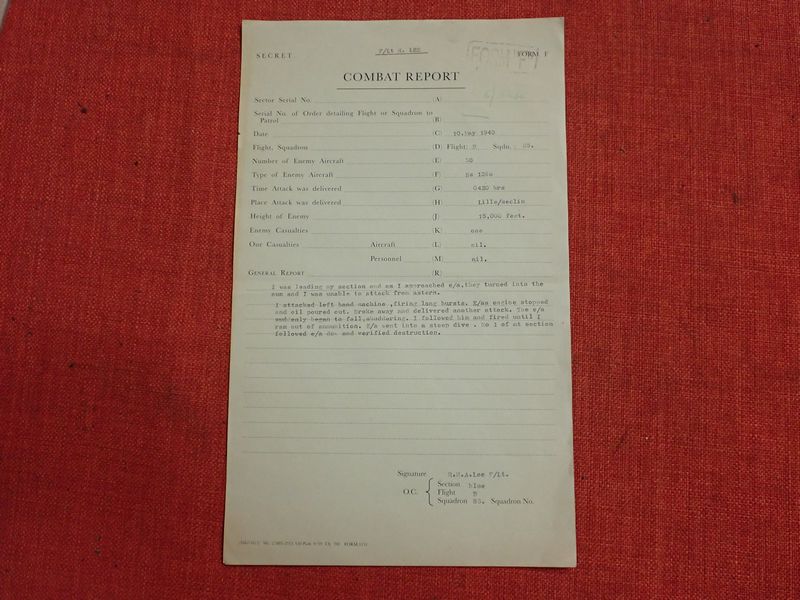 SECRET. F/Lt R. LEE FORM F
COMBAT REPORT
Sector Serial No. (A)
Serial No. of Order detailing Flight or Squadron to
Patrol (B)
Date (C) 10.May 1940
Flight, Squadron (D) Flight: B Sqdn.: 85.
Number of Enemy Aircraft (E) 50
Type of Enemy Aircraft (F)
Time Attack was delivered (G) 0420 hrs
Place Attack was delivered (H) Lille/seclin
Height of Enemy (J) 15,000 feet.
Enemy Casualties (K) one
Our Casualties Aircraft (L) nil.
Personnel (M) nil.
GENERAL REPORT (R)
I was leading my section and as I approached e/a,they turned into the
sun and I was unable to attack from astern.
I attacked left hand machine ,firing long bursts. E/as engine stopped
and oil poured out. Broke away and delivered another attack. The e/a
suddenly began to fall,shuddering. I followed him and fired until I
ran out of ammunition. E/a went into a steep dive . No 1 of mt section
followed e/a don and verified destruction.
Signature R.H.A.Lee F/Lt.
O.C. Section blue
Flight B
Squadron 85. Squadron No.